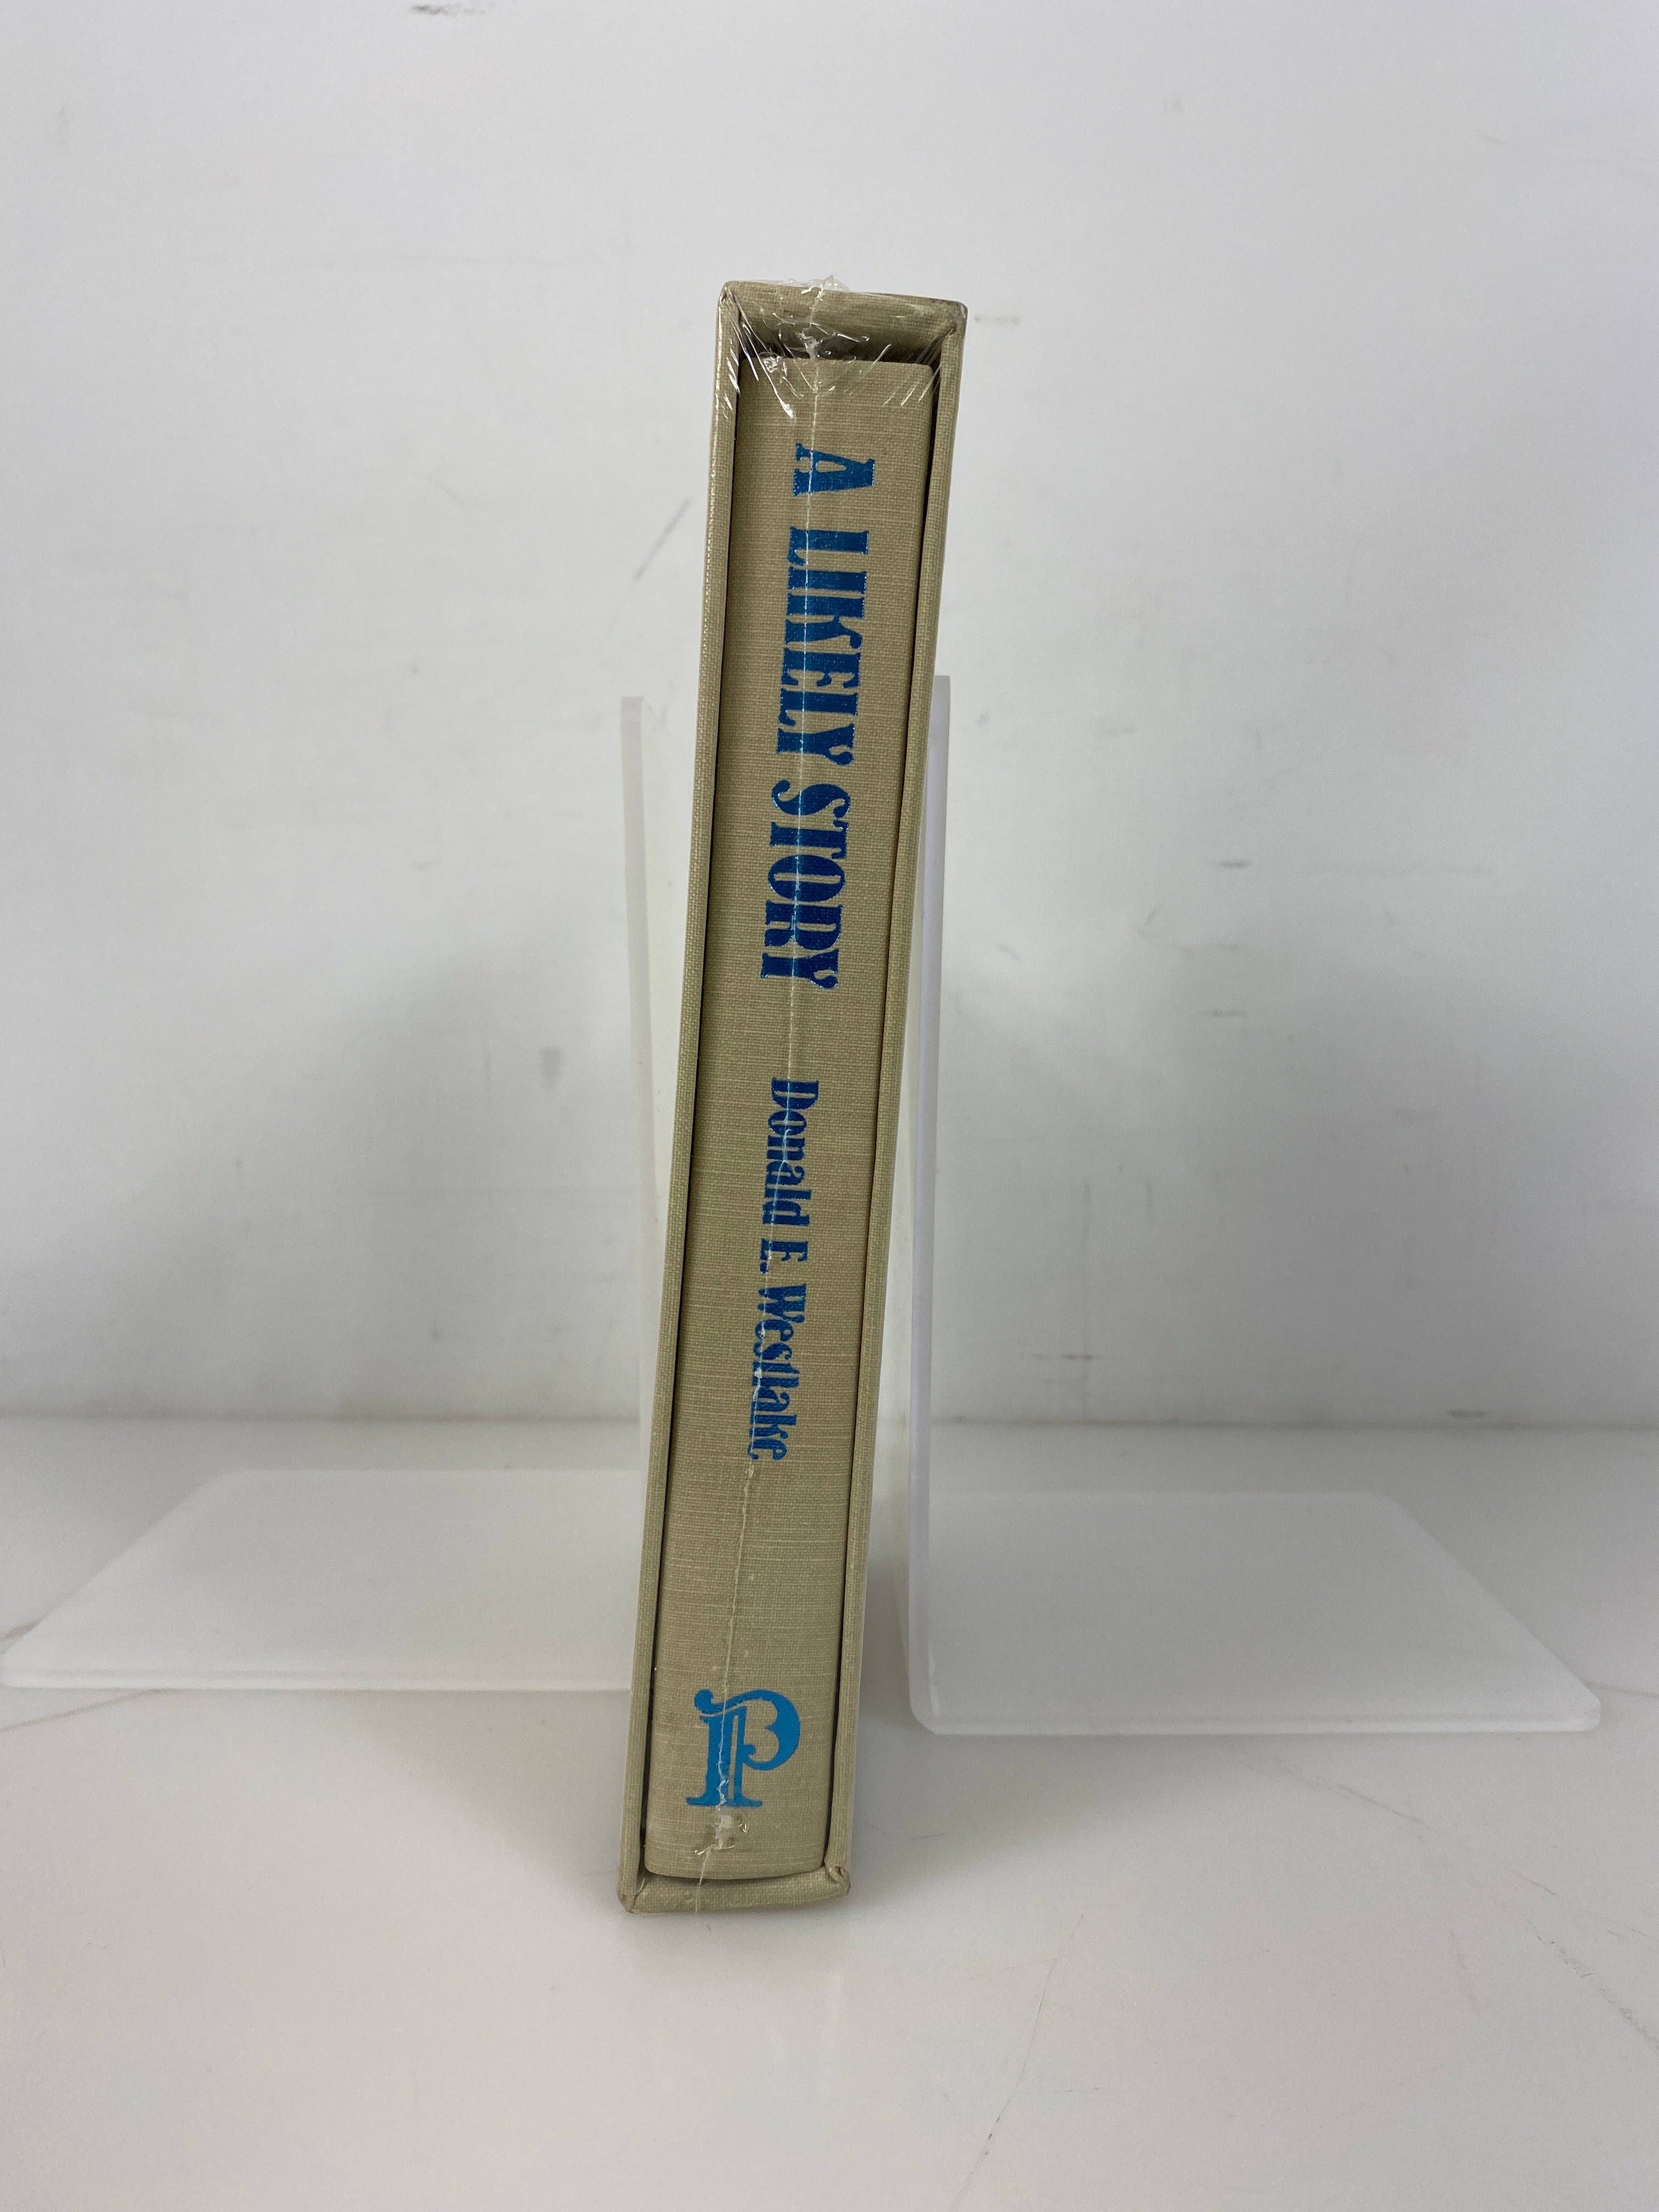 A LIKELY STORY
Donald E. Westlake
P